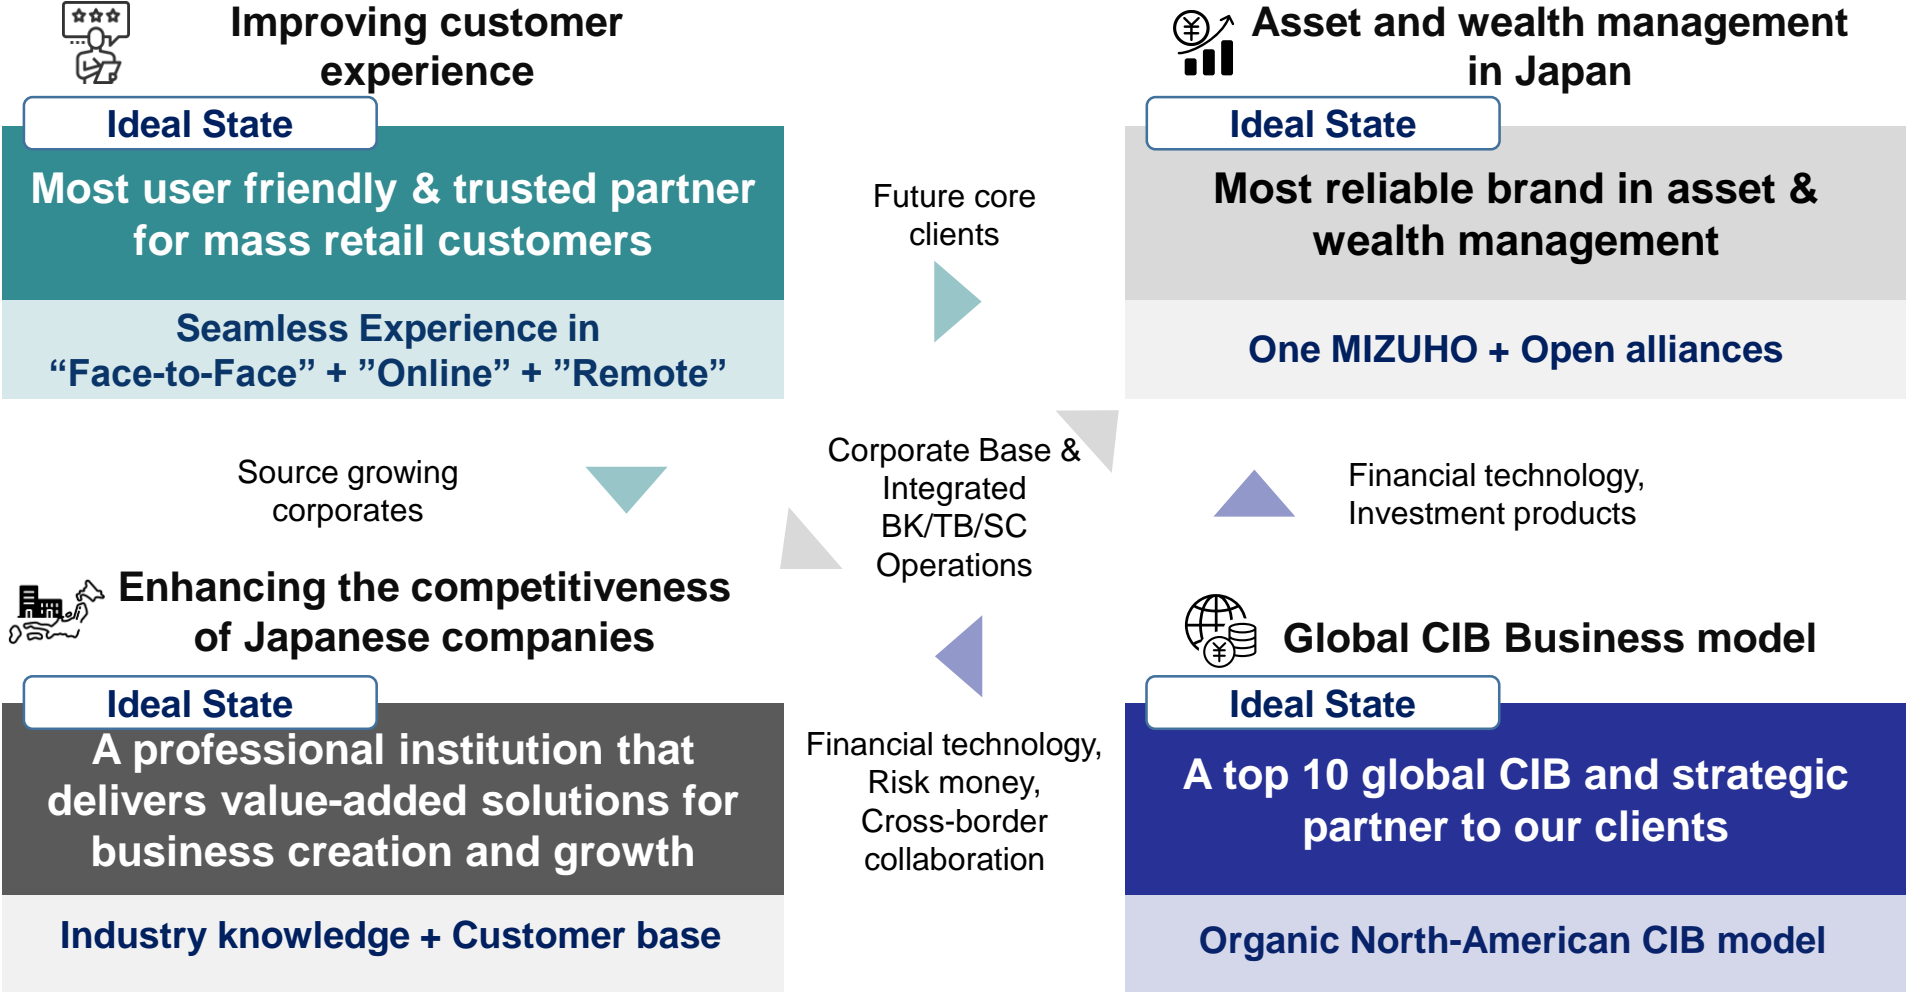 Improving customer
experience
Ideal State
Most user friendly & trusted partner
for mass retail customers
Seamless Experience in
“Face-to-Face” + ”Online” + ”Remote”
Future core
clients
Asset and wealth management
in Japan
Ideal State
Most reliable brand in asset &
wealth management
One MIZUHO + Open alliances
Source growing
corporates
Corporate Base &
Integrated
BK/TB/SC
Operations
Financial technology,
Investment products
Enhancing the competitiveness
of Japanese companies
Ideal State
A professional institution that
delivers value-added solutions for
business creation and growth
Industry knowledge + Customer base
Financial technology,
Risk money,
Cross-border
collaboration
Global CIB Business model
Ideal State
A top 10 global CIB and strategic
partner to our clients
Organic North-American CIB model